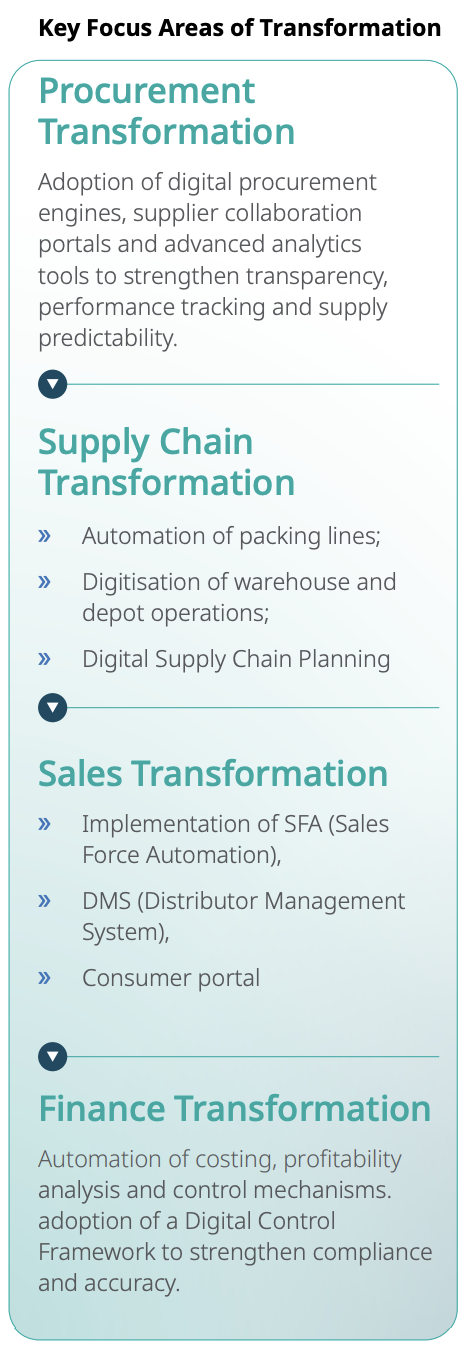 Key Focus Areas of Transformation
Procurement
Transformation
Adoption of digital procurement
engines, supplier collaboration
portals and advanced analytics
tools to strengthen transparency,
performance tracking and supply
predictability.
Supply Chain
Transformation
» Automation of packing lines;
» Digitisation of warehouse and
depot operations;
» Digital Supply Chain Planning
Sales Transformation
» Implementation of SFA (Sales
Force Automation),
» DMS (Distributor Management
System),
» Consumer portal
Finance Transformation
Automation of costing, profitability
analysis and control mechanisms.
adoption of a Digital Control
Framework to strengthen compliance
and accuracy.